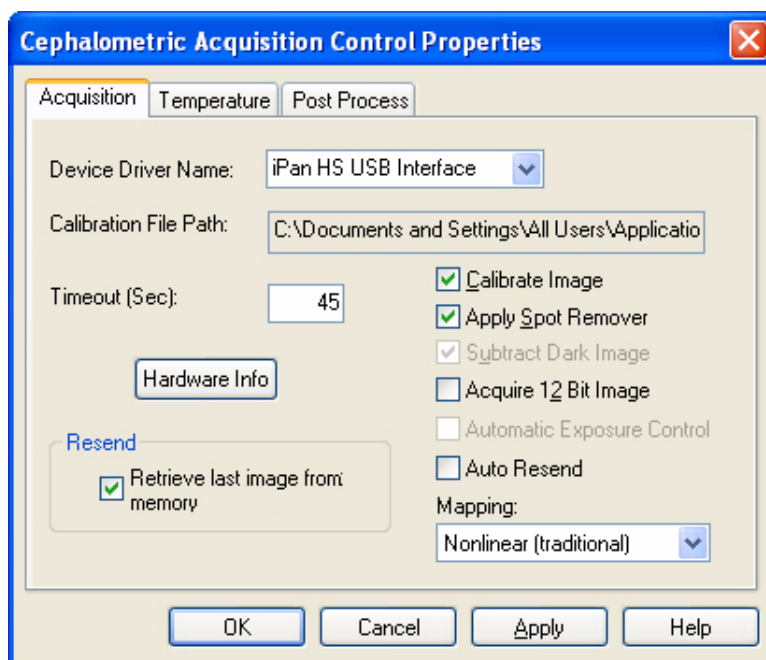 Cephalometric Acquisition Control Properties
Acquisition Temperature Post Process
Device Driver Name: iPan HS USB Interface
Calibration File Path: C:\Documents and Settings\All Users\Applicatio
Timeout (Sec): 45
Calibrate Image
Apply Spot Remover
Subtract Dark Image
Hardware Info
Acquire 12 Bit Image
Automatic Exposure Control
Resend
Auto Resend
Retrieve last image from
memory
Mapping:
Nonlinear (traditional)
OK Cancel Apply Help